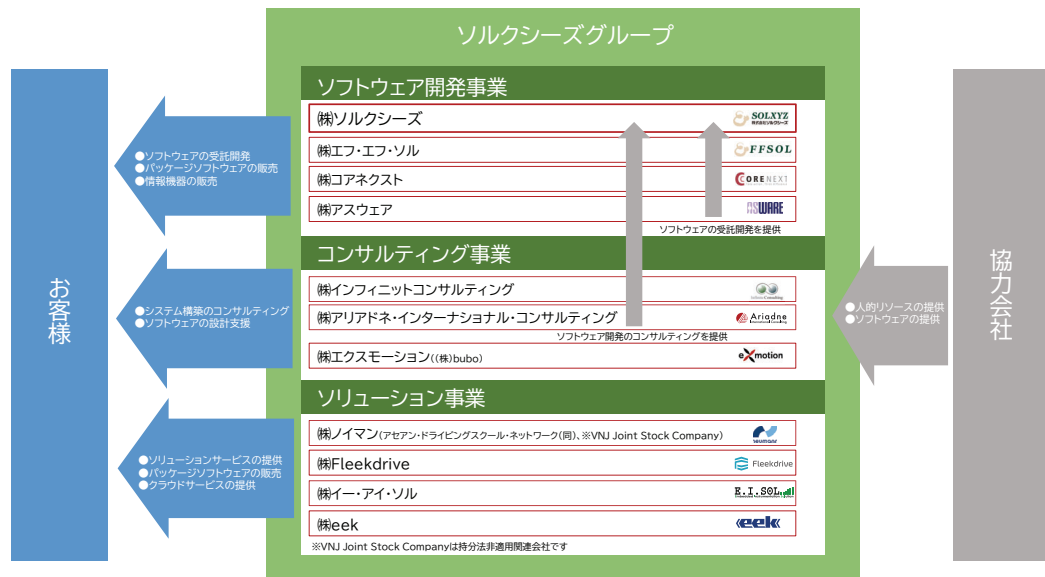 ソルクシーズグループ
お客様
●ソフトウェアの受託開発
●パッケージソフトウェアの販売
●情報機器の販売
●システム構築のコンサルティング
●ソフトウェアの設計支援
●ソリューションサービスの提供
●パッケージソフトウェアの販売
●クラウドサービスの提供
ソフトウェア開発事業
㈱ソルクシーズ
SOLXYZ
株式会社ソルクシーズ
㈱エフ・エフ・ソル
FFSOL
㈱コアネクスト
CORENEXT
㈱アスウェア
ASWARE
ソフトウェアの受託開発を提供
コンサルティング事業
㈱インフィニットコンサルティング
㈱アリアドネ・インターナショナル・コンサルティング
Ariadne
ソフトウェア開発のコンサルティングを提供
㈱エクスモーション((株)bubo)
eXmotion
ソリューション事業
㈱ノイマン(アセアン・ドライビングスクール・ネットワーク(同)、※VNJ Joint Stock Company)
NEUMANN
㈱Fleekdrive
Fleekdrive
㈱イー・アイ・ソル
E.I.SOL
㈱eek
eek
※VNJ Joint Stock Companyは持分法非適用関連会社です
●人的リソースの提供
●ソフトウェアの提供
協力会社